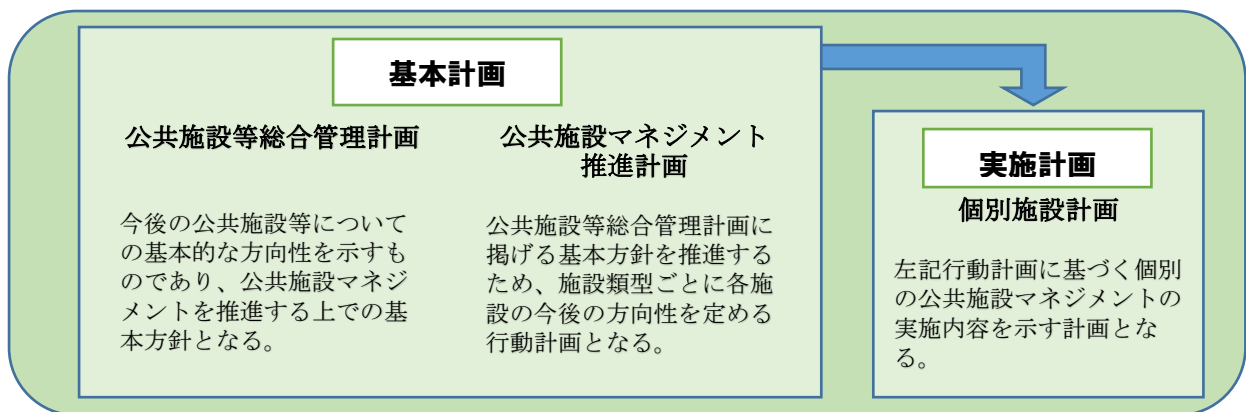 基本計画
公共施設等総合管理計画
今後の公共施設等について
の基本的な方向性を示すも
のであり、公共施設マネジ
メントを推進する上での基
本方針となる。
公共施設マネジメント
推進計画
公共施設等総合管理計画に
掲げる基本方針を推進する
ため、施設類型ごとに各施
設の今後の方向性を定める
行動計画となる。
実施計画
個別施設計画
左記行動計画に基づく個別
の公共施設マネジメントの
実施内容を示す計画とな
る。